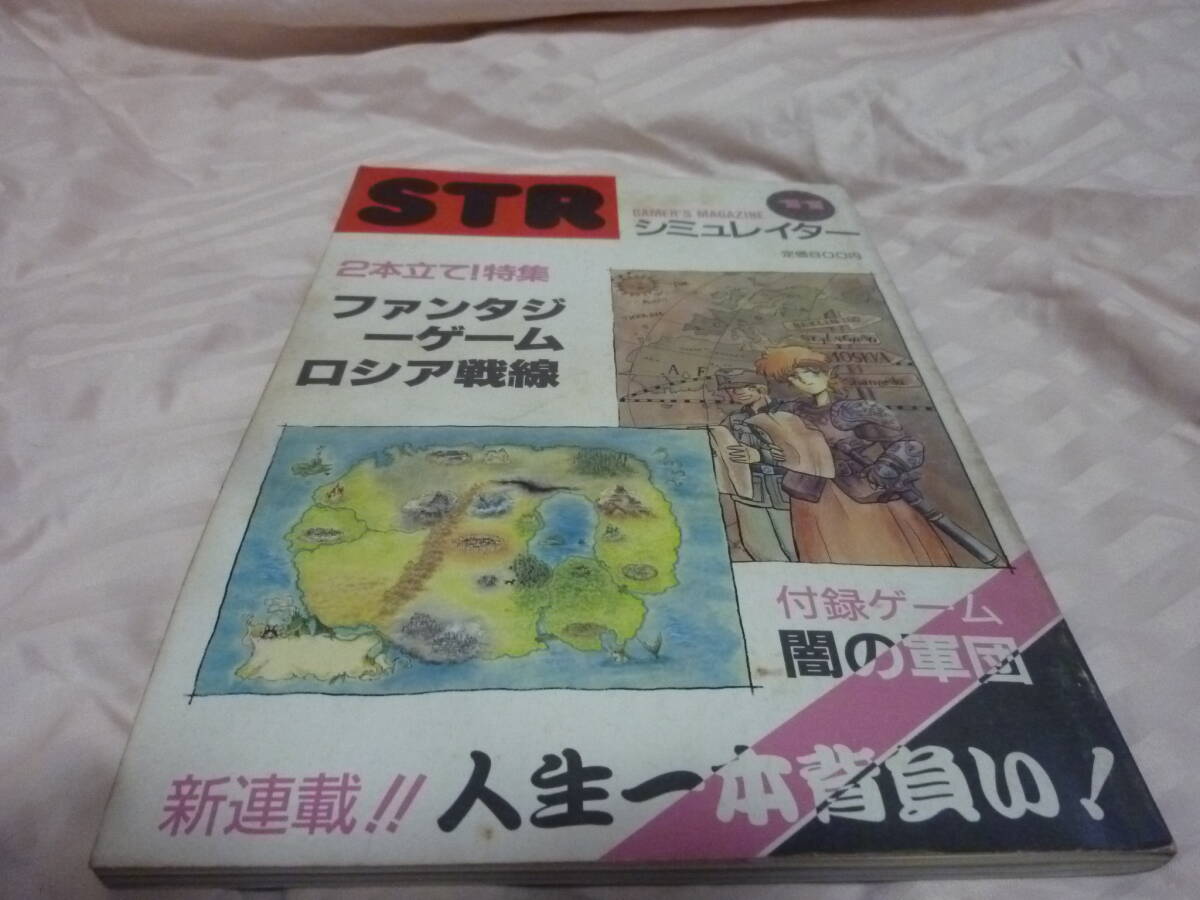 STR
GAMER'S MAGAZINE
11
シミュレイター
定価800円
2本立て!特集
ファンタジ
ーゲーム
ロシア戦線
MOSKVA
付録ゲーム
闇の軍団
新連載!! 人生一本背負い!